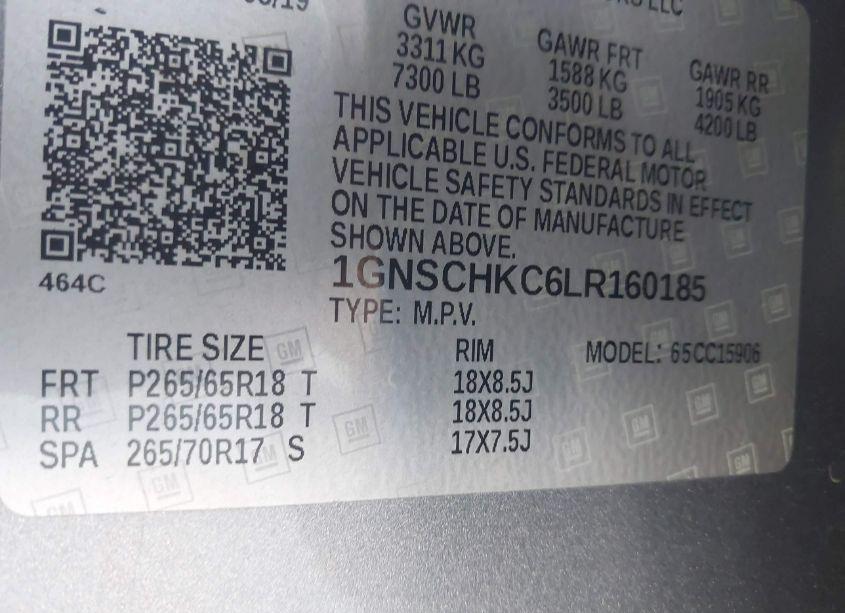 GVWR
3311 KG
7300 LB
GAWR FRT
1588 KG
3500 LB
GAWR RR
1905 KG
4200 LB
THIS VEHICLE CONFORMS TO ALL
APPLICABLE U.S. FEDERAL MOTOR
VEHICLE SAFETY STANDARDS IN EFFECT
ON THE DATE OF MANUFACTURE
SHOWN ABOVE.
464C
1GNSCHKC6LR160185
TYPE: M.P.V.
TIRE SIZE RIM MODEL: 65CC15906
FRT P265/65R18 T 18X8.5J
RR P265/65R18 T 18X8.5J
SPA 265/70R17 S 17X7.5J